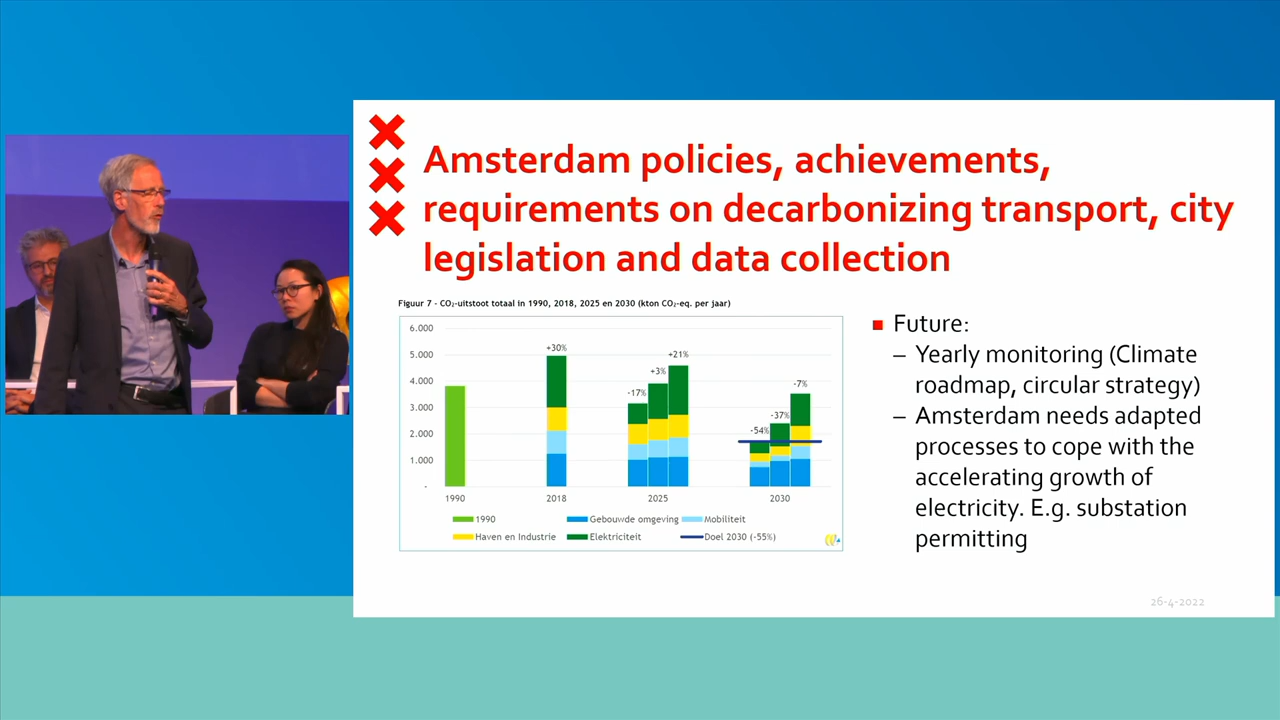 Amsterdam policies, achievements,
requirements on decarbonizing transport, city
legislation and data collection
Figuur 7 - CO₂-uitstoot totaal in 1990, 2018, 2025 en 2030 (kton CO₂-eq. per jaar)
6.000
5.000
4.000
3.000
2.000
1.000
-
+30%
-17%
+3%
+21%
-54%
-37%
-7%
1990
2018
2025
2030
1990
Gebouwde omgeving
Mobiliteit
Haven en Industrie
Elektriciteit
Doel 2030 (-55%)
Future:
– Yearly monitoring (Climate
roadmap, circular strategy)
– Amsterdam needs adapted
processes to cope with the
accelerating growth of
electricity. E.g. substation
permitting
26-4-2022